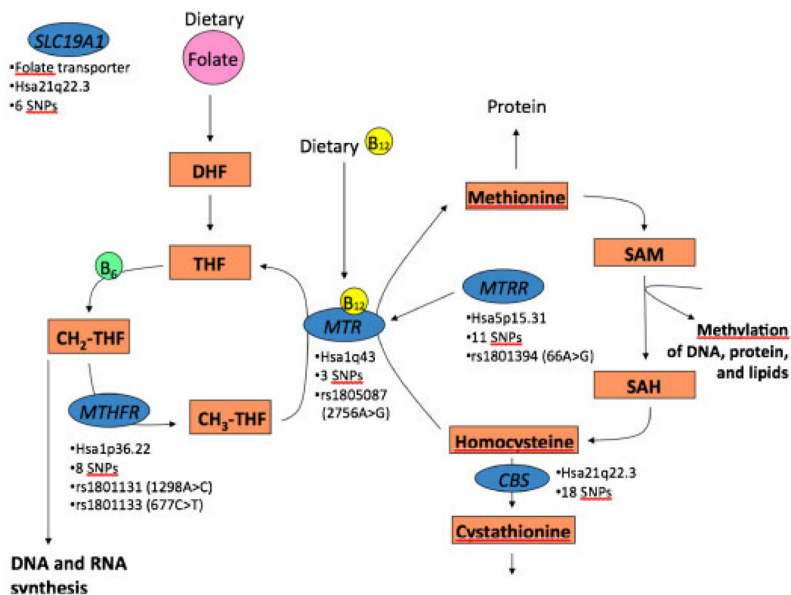 SLC19A1
•Folate transporter
•Hsa21q22.3
•6 SNPs
Dietary
Folate
DHF
THF
B6
CH2-THF
MTHFR
•Hsa1p36.22
•8 SNPs
•rs1801131 (1298A>C)
•rs1801133 (677C>T)
CH3-THF
DNA and RNA
synthesis
Dietary B12
B12
MTR
•Hsa1q43
•3 SNPs
•rs1805087
(2756A>G)
MTRR
•Hsa5p15.31
•11 SNPs
•rs1801394 (66A>G)
Protein
Methionine
SAM
Methylation
of DNA, protein,
and lipids
SAH
Homocysteine
CBS
•Hsa21q22.3
•18 SNPs
Cystathionine